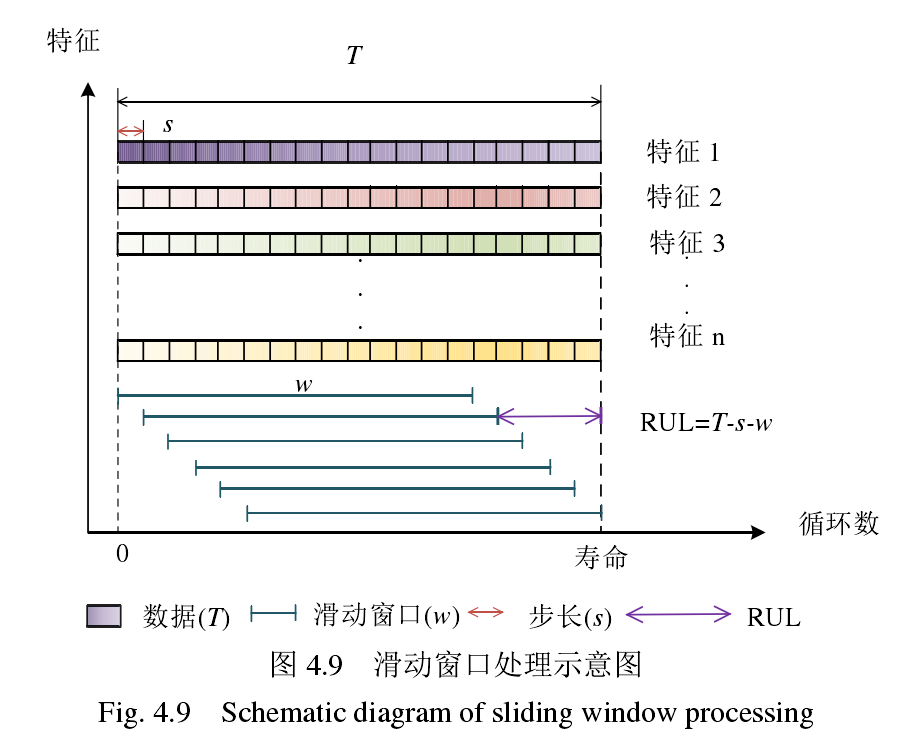 特征
T
s
特征 1
特征 2
特征 3
特征 n
w
RUL=T-s-w
循环数
0
寿命
数据(T) 滑动窗口(w) 步长(s) RUL
图 4.9 滑动窗口处理示意图
Fig. 4.9 Schematic diagram of sliding window processing